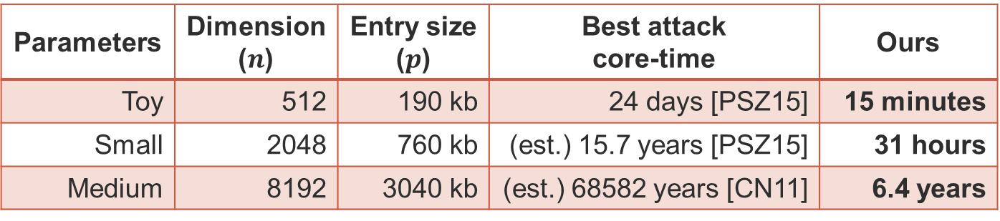 Parameters Dimension (n) Entry size (p) Best attack core-time Ours
Toy 512 190 kb 24 days [PSZ15] 15 minutes
Small 2048 760 kb (est.) 15.7 years [PSZ15] 31 hours
Medium 8192 3040 kb (est.) 68582 years [CN11] 6.4 years